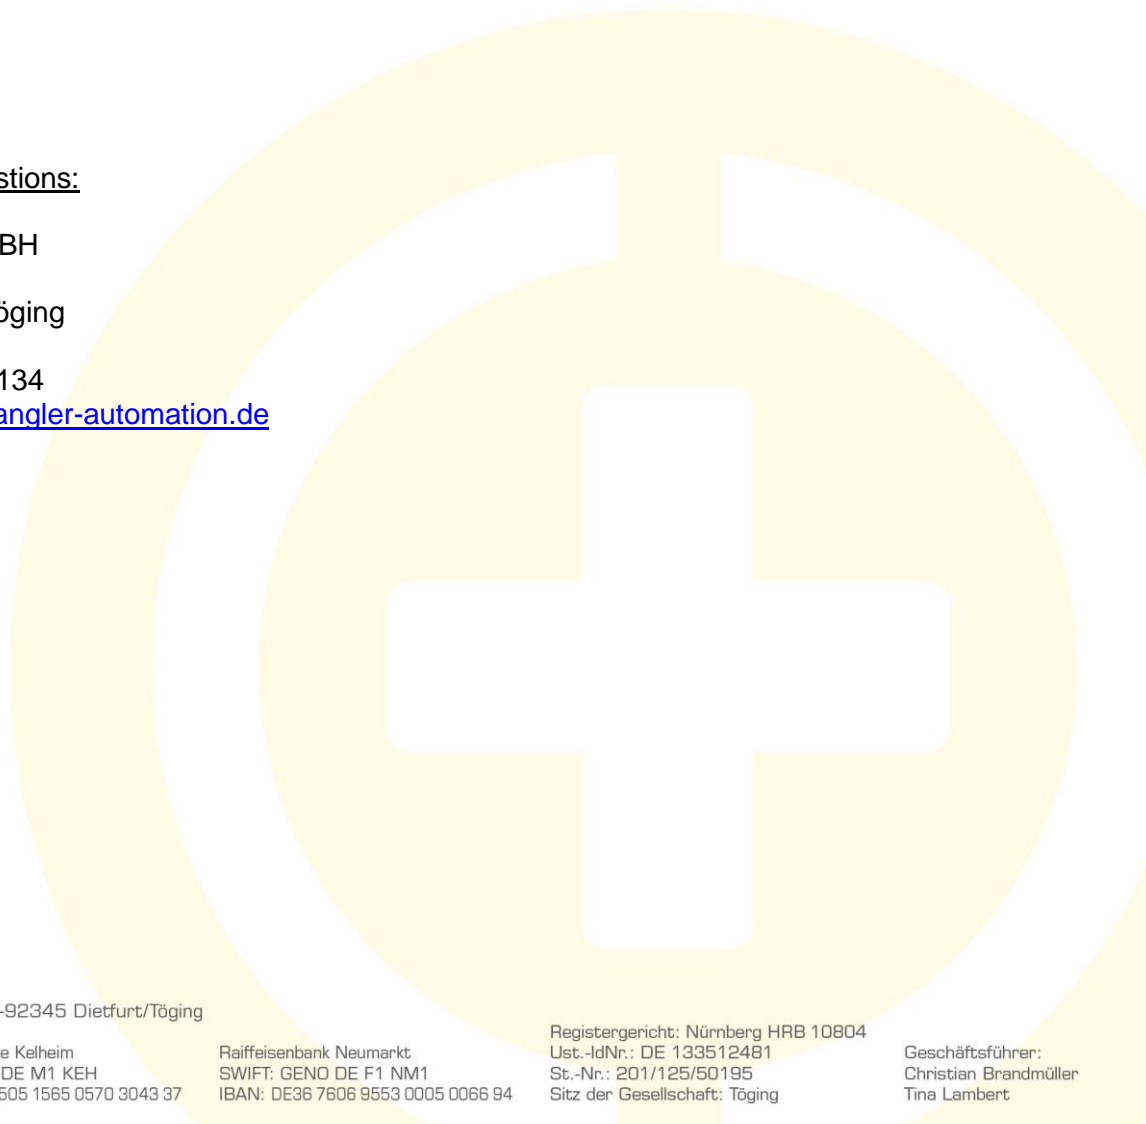 stions:
BH
öging
134
angler-automation.de
-92345 Dietfurt/Töging
e Kelheim
DE M1 KEH
505 1565 0570 3043 37
Raiffeisenbank Neumarkt
SWIFT: GENO DE F1 NM1
IBAN: DE36 7606 9553 0005 0066 94
Registergericht: Nürnberg HRB 10804
Ust.-IdNr.: DE 133512481
St.-Nr.: 201/125/50195
Sitz der Gesellschaft: Töging
Geschäftsführer:
Christian Brandmüller
Tina Lambert